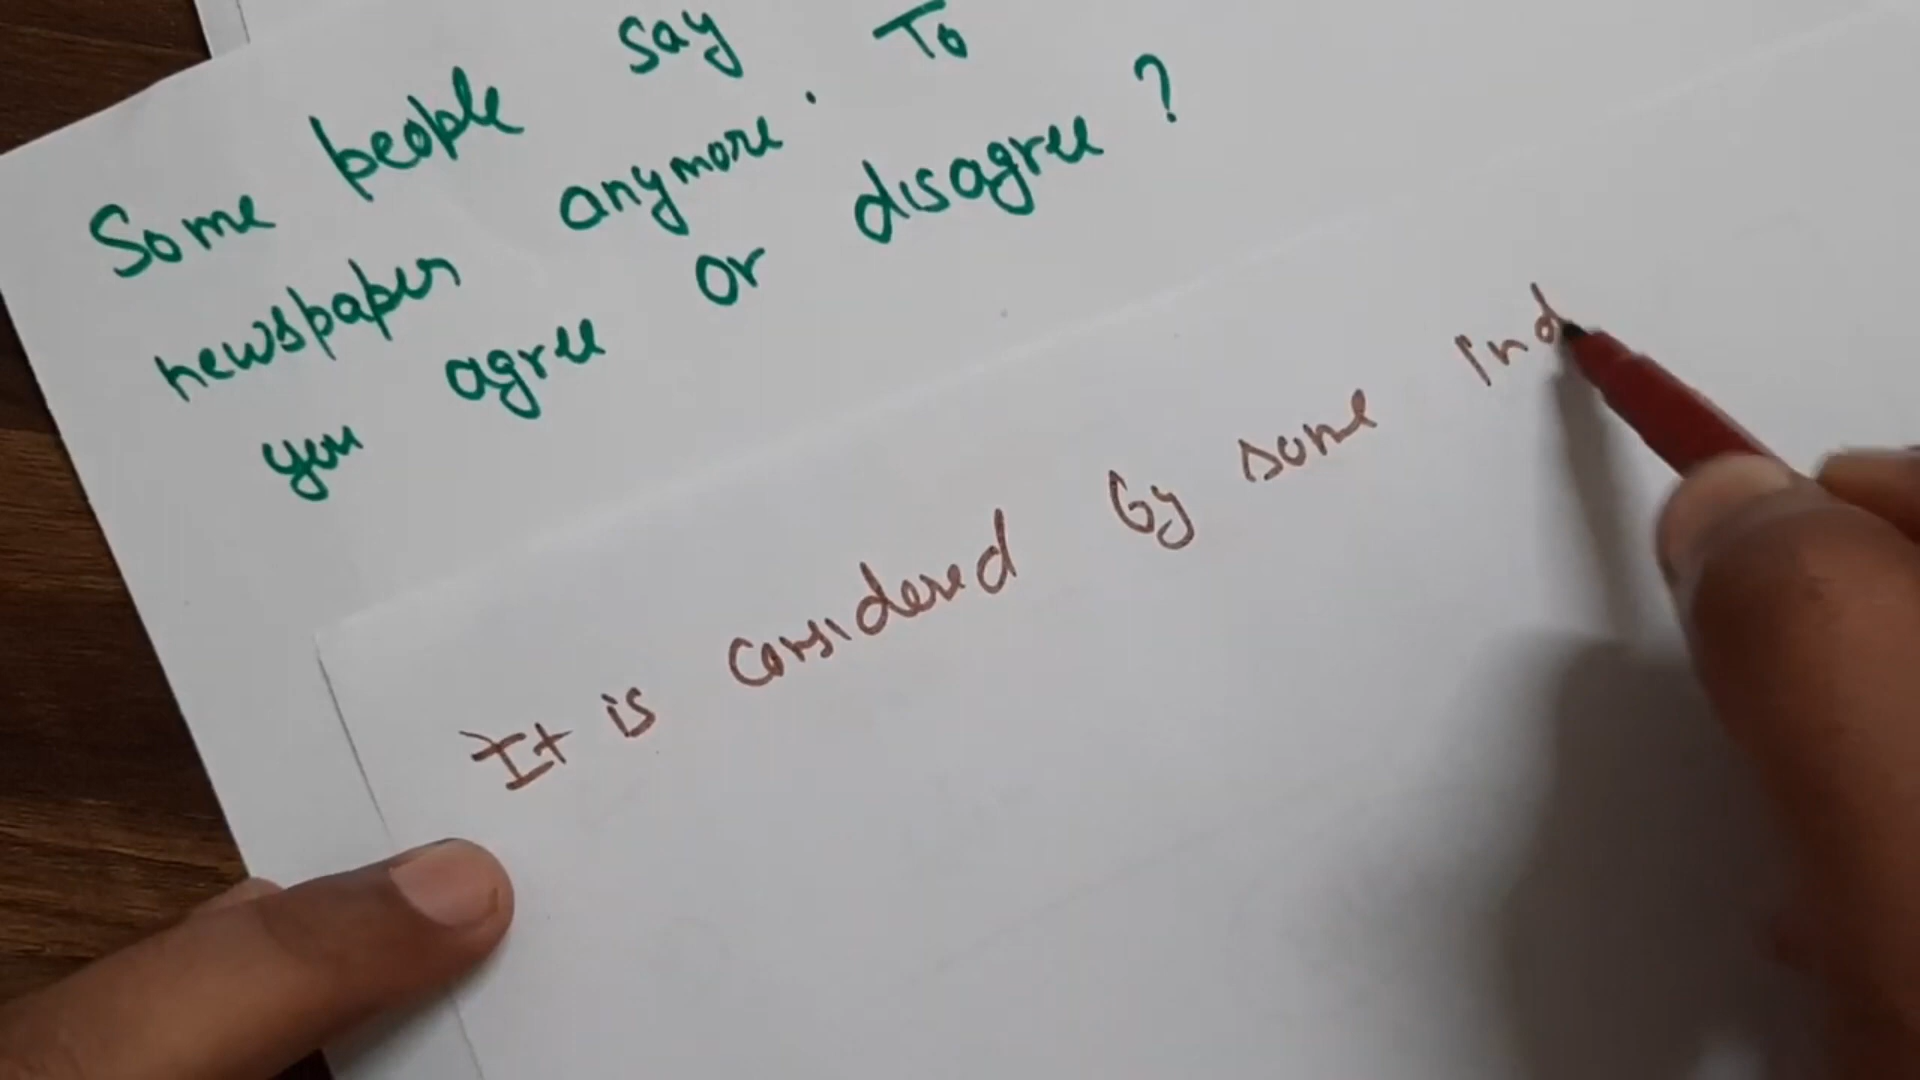 Some people say
newspaper anymore. To
you agree or disagree?
It is considered by some ind